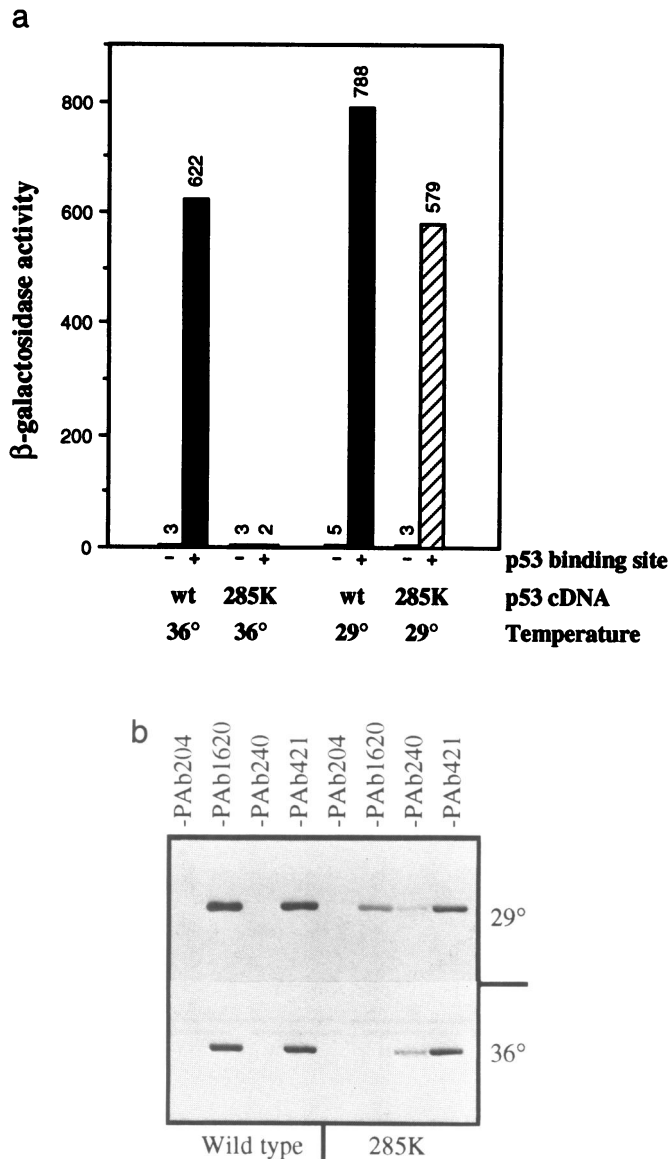 a
β-galactosidase activity
800
600
400
200
0
3
622
3
2
5
788
3
579
- + - + - + - + p53 binding site
wt 285K wt 285K p53 cDNA
36° 36° 29° 29° Temperature
b
-PAb204
-PAb1620
-PAb240
-PAb421
-PAb204
-PAb1620
-PAb240
-PAb421
29°
36°
Wild type 285K